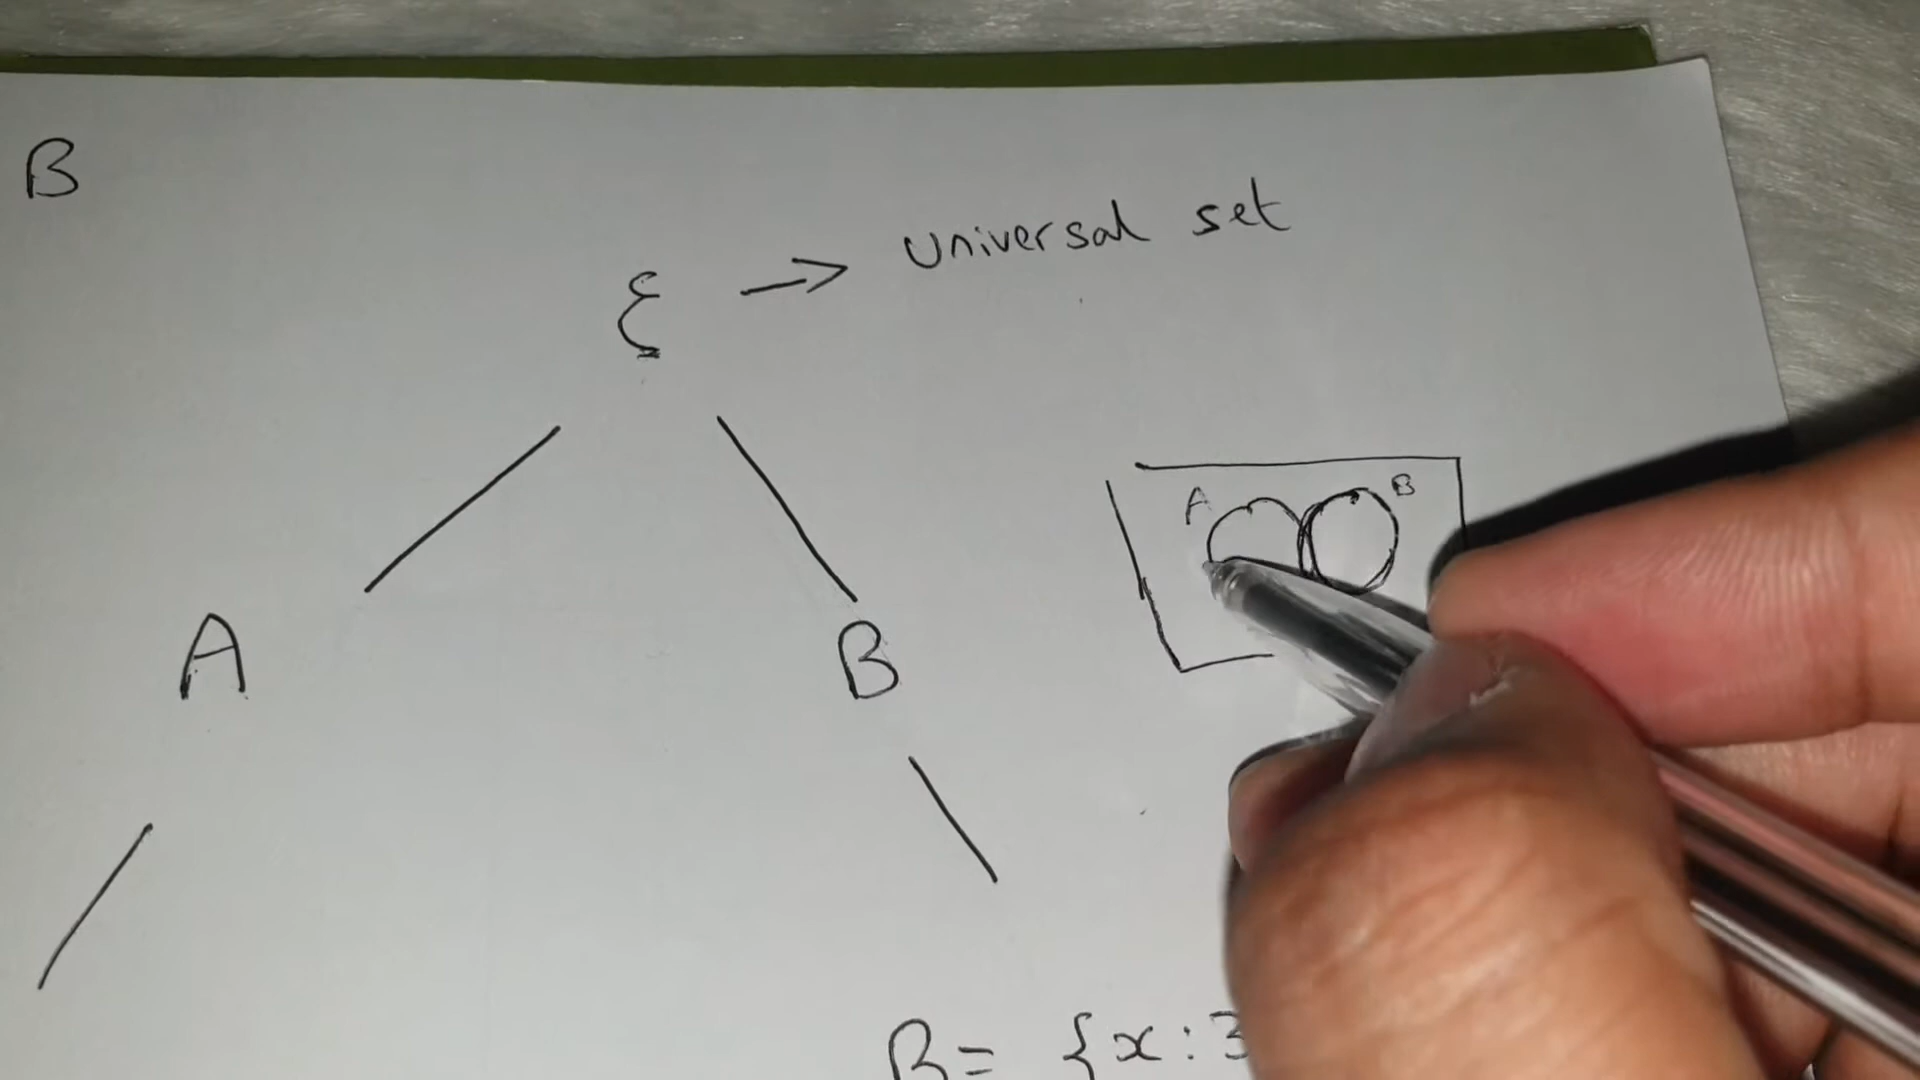 B
ξ → Universal set
A B
A B
B = {x : 3